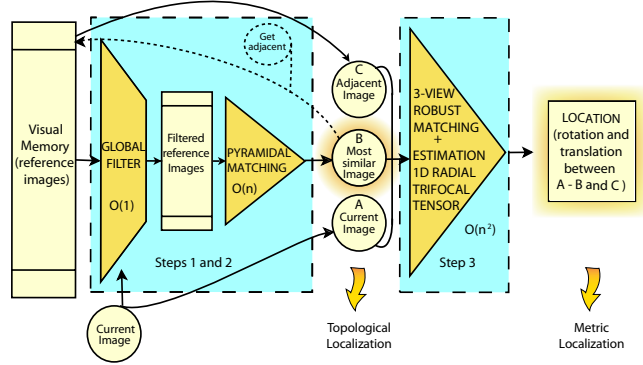 Visual
Memory
(reference
images)
GLOBAL
FILTER
O(1)
Filtered
reference
Images
PYRAMIDAL
MATCHING
O(n)
Steps 1 and 2
Current
Image
Get
adjacent
C
Adjacent
Image
B
Most
similar Image
A
Current
Image
Topological
Localization
3-VIEW
ROBUST
MATCHING
+
ESTIMATION
1D RADIAL
TRIFOCAL
TENSOR
O(n²)
Step 3
LOCATION
(rotation and
translation
between
A - B and C )
Metric
Localization